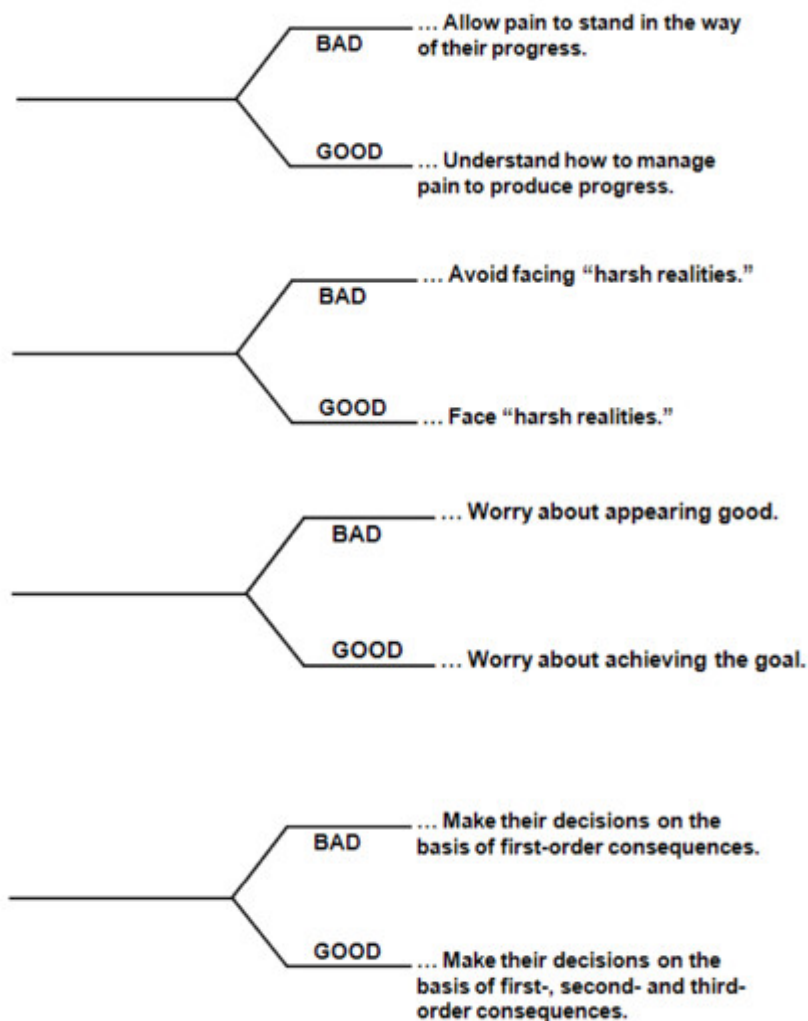 … Allow pain to stand in the way
BAD
of their progress.
GOOD
… Understand how to manage
pain to produce progress.
… Avoid facing “harsh realities.”
BAD
GOOD
… Face “harsh realities.”
… Worry about appearing good.
BAD
GOOD
… Worry about achieving the goal.
… Make their decisions on the
BAD
basis of first-order consequences.
GOOD
… Make their decisions on the
basis of first-, second- and third-
order consequences.